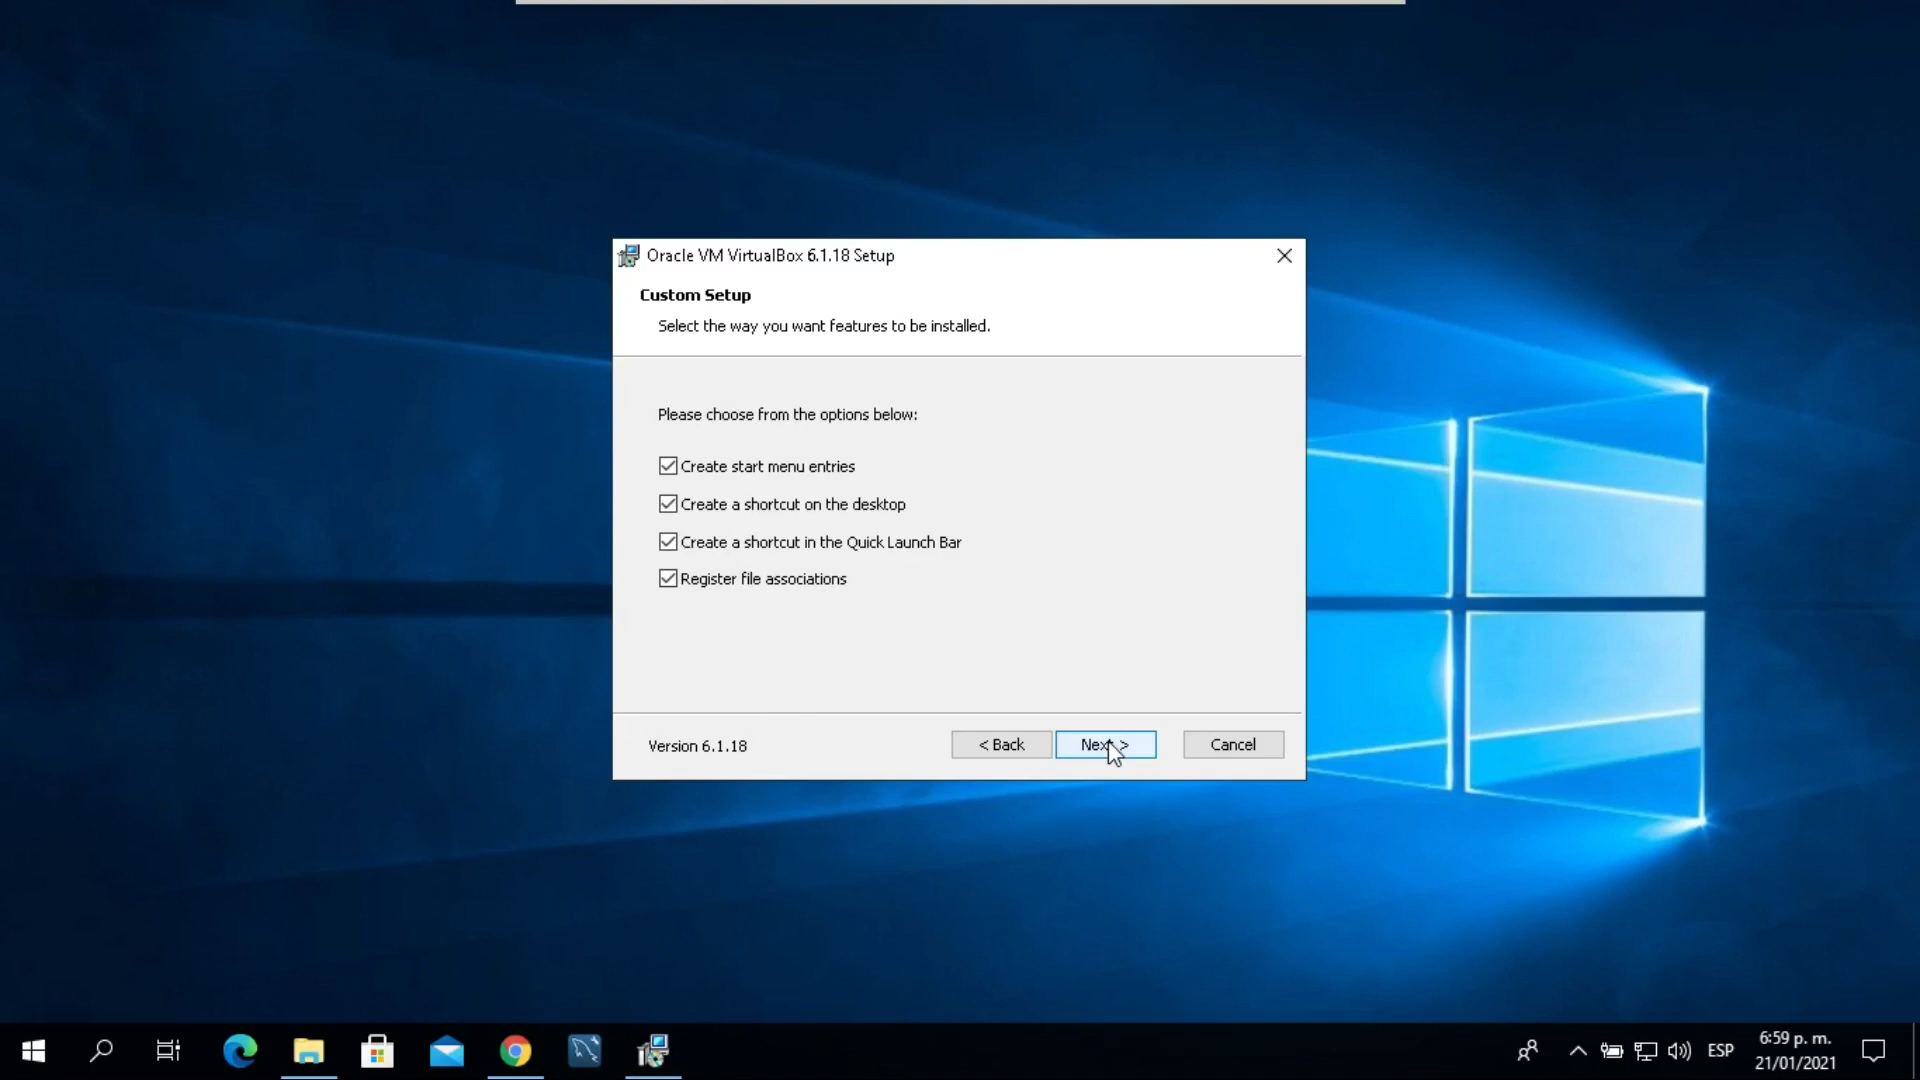 Oracle VM VirtualBox 6.1.18 Setup
Custom Setup
Select the way you want features to be installed.
Please choose from the options below:
Create start menu entries
Create a shortcut on the desktop
Create a shortcut in the Quick Launch Bar
Register file associations
Version 6.1.18
< Back
Next >
Cancel
ESP
6:59 p. m.
21/01/2021